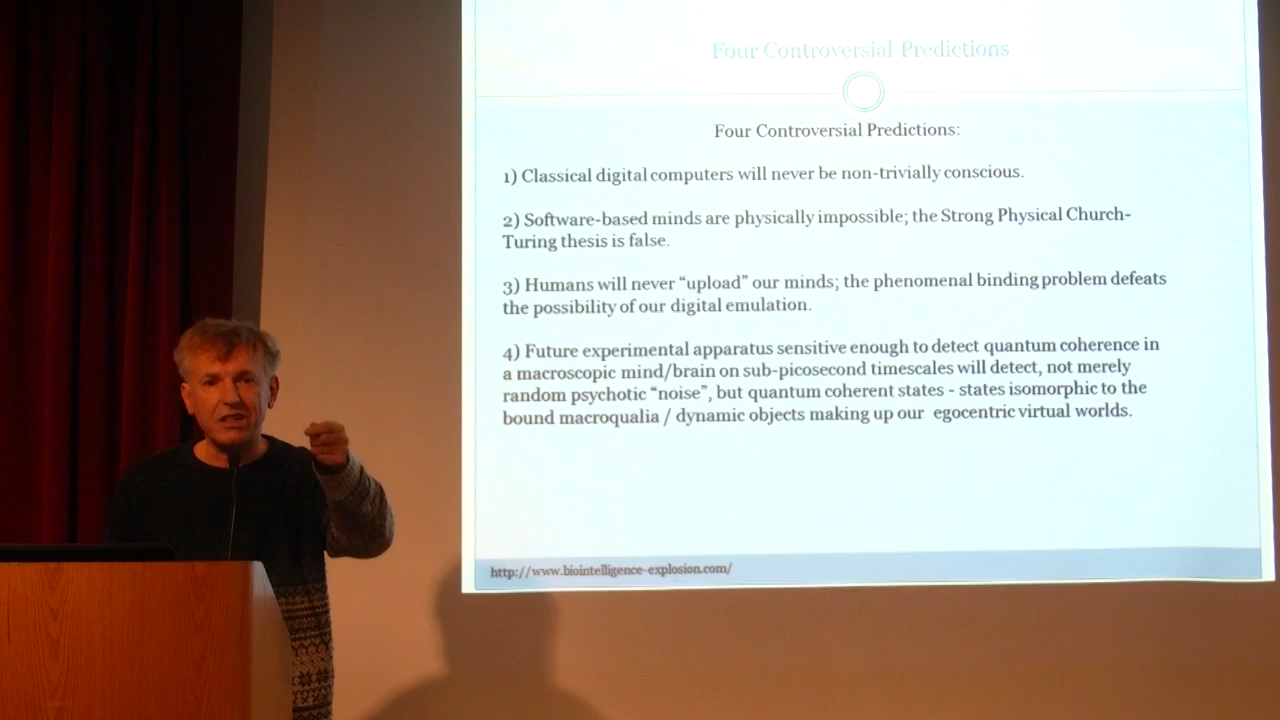 Four Controversial Predictions
Four Controversial Predictions:
1) Classical digital computers will never be non-trivially conscious.
2) Software-based minds are physically impossible; the Strong Physical Church-
Turing thesis is false.
3) Humans will never “upload” our minds; the phenomenal binding problem defeats
the possibility of our digital emulation.
4) Future experimental apparatus sensitive enough to detect quantum coherence in
a macroscopic mind/brain on sub-picosecond timescales will detect, not merely
random psychotic “noise”, but quantum coherent states - states isomorphic to the
bound macroqualia / dynamic objects making up our egocentric virtual worlds.
http://www.biointelligence-explosion.com/